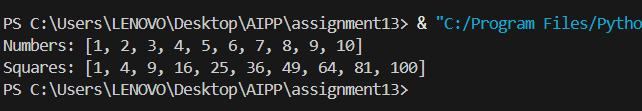 PS C:\Users\LENOVO\Desktop\AIPP\assignment13> & "C:/Program Files/Pytho
Numbers: [1, 2, 3, 4, 5, 6, 7, 8, 9, 10]
Squares: [1, 4, 9, 16, 25, 36, 49, 64, 81, 100]
PS C:\Users\LENOVO\Desktop\AIPP\assignment13>